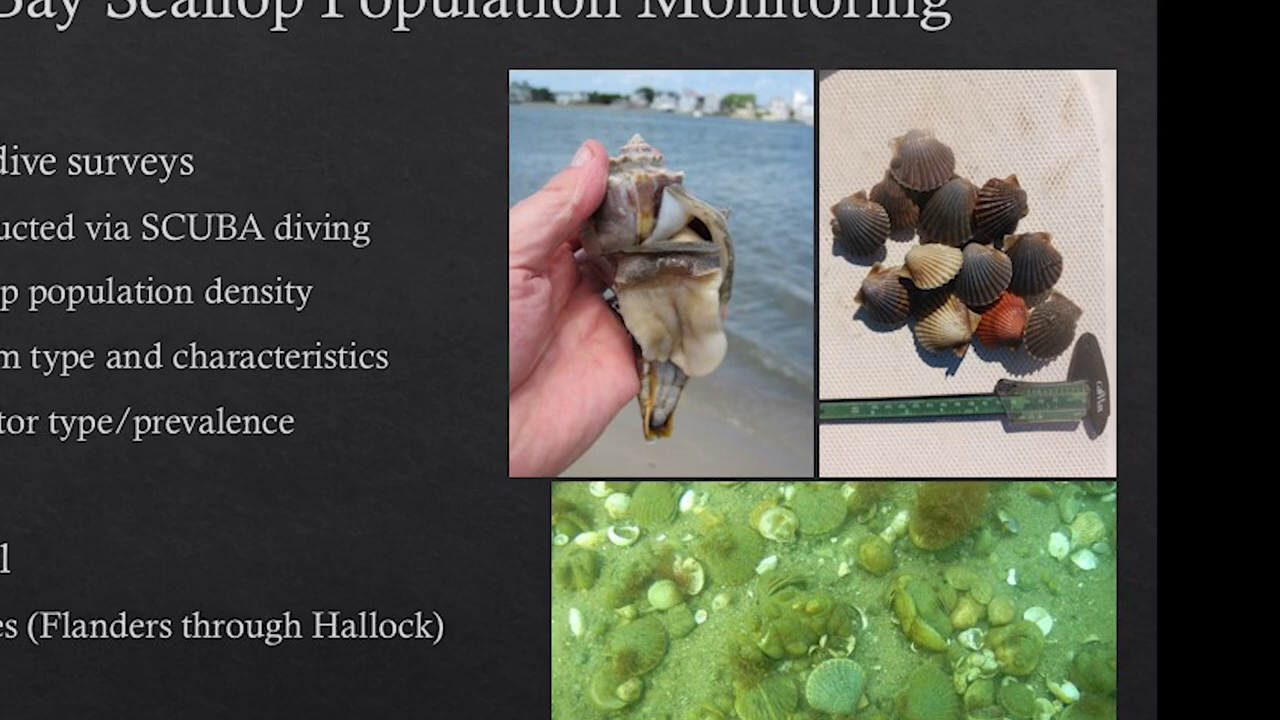 Bay Scallop Population Monitoring
dive surveys
ucted via SCUBA diving
p population density
m type and characteristics
tor type/prevalence
l
es (Flanders through Hallock)